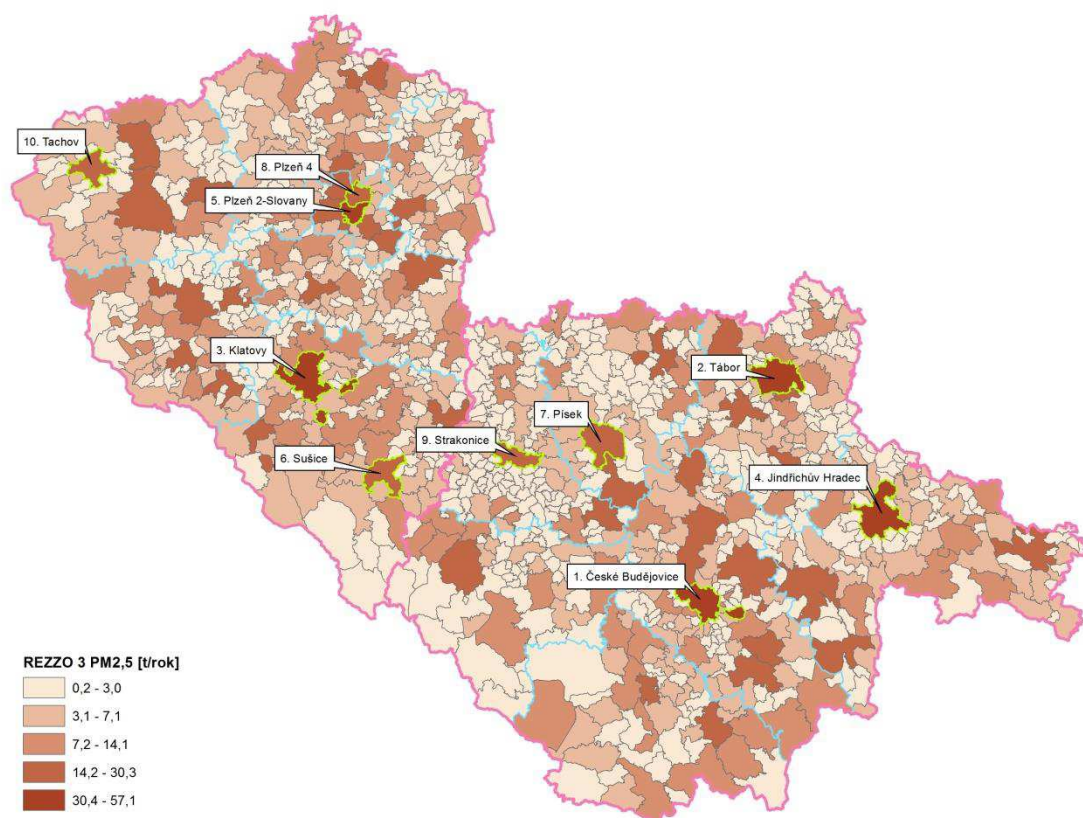 10. Tachov
8. Plzeň 4
5. Plzeň 2-Slovany
3. Klatovy
2. Tábor
7. Písek
9. Strakonice
6. Sušice
4. Jindřichův Hradec
1. České Budějovice
REZZO 3 PM2,5 [t/rok]
0,2 - 3,0
3,1 - 7,1
7,2 - 14,1
14,2 - 30,3
30,4 - 57,1